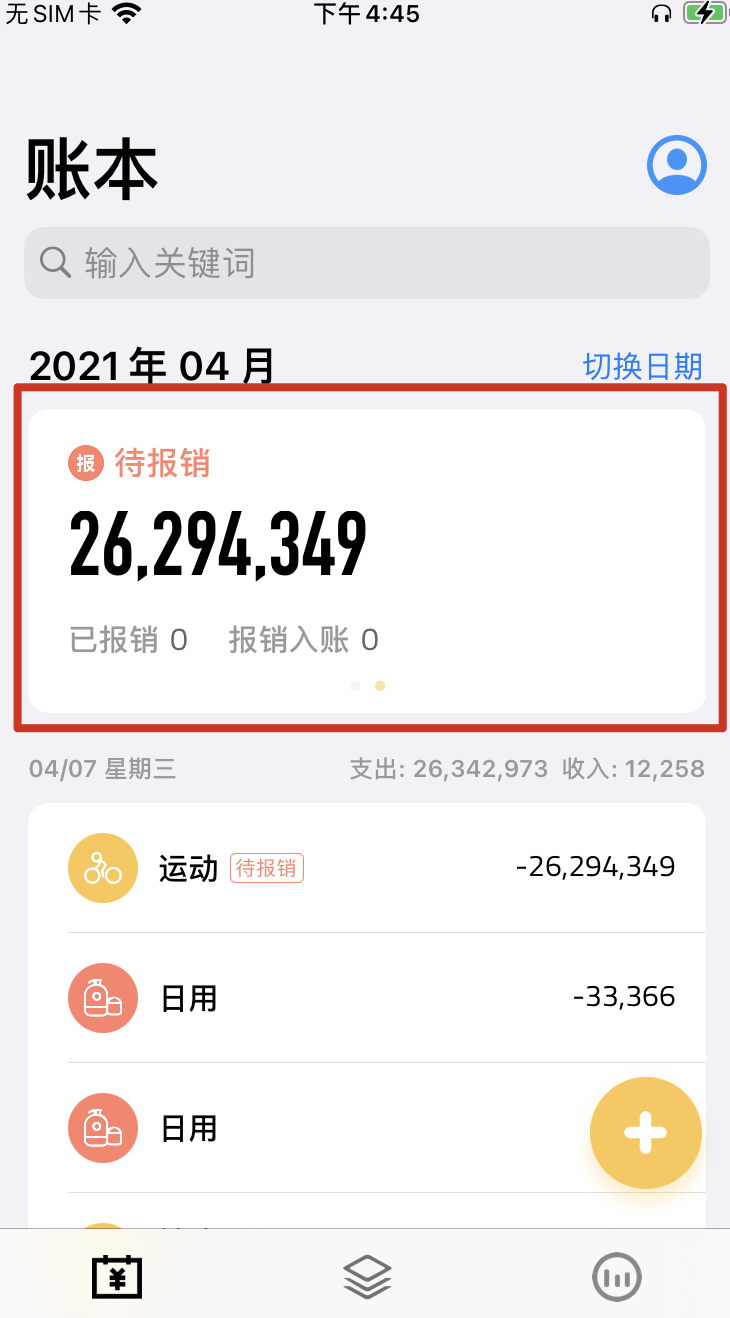 无 SIM 卡 下午 4:45
账本
输入关键词
2021 年 04 月 切换日期
报 待报销
26,294,349
已报销 0 报销入账 0
04/07 星期三 支出: 26,342,973 收入: 12,258
运动 待报销 -26,294,349
日用 -33,366
日用